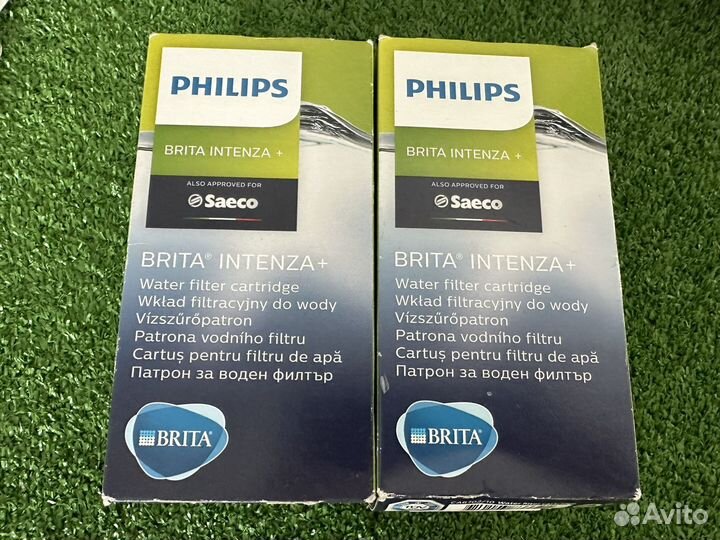 PHILIPS
BRITA INTENZA +
ALSO APPROVED FOR
Saeco
BRITA® INTENZA+
Water filter cartridge
Wkład filtracyjny do wody
Vízszűrőpatron
Patrona vodního filtru
Cartuş pentru filtru de apă
Патрон за воден филтър
BRITA®
PHILIPS
BRITA INTENZA +
ALSO APPROVED FOR
Saeco
BRITA® INTENZA+
Water filter cartridge
Wkład filtracyjny do wody
Vízszűrőpatron
Patrona vodního filtru
Cartuş pentru filtru de apă
Патрон за воден филтър
BRITA®
Water
Avito